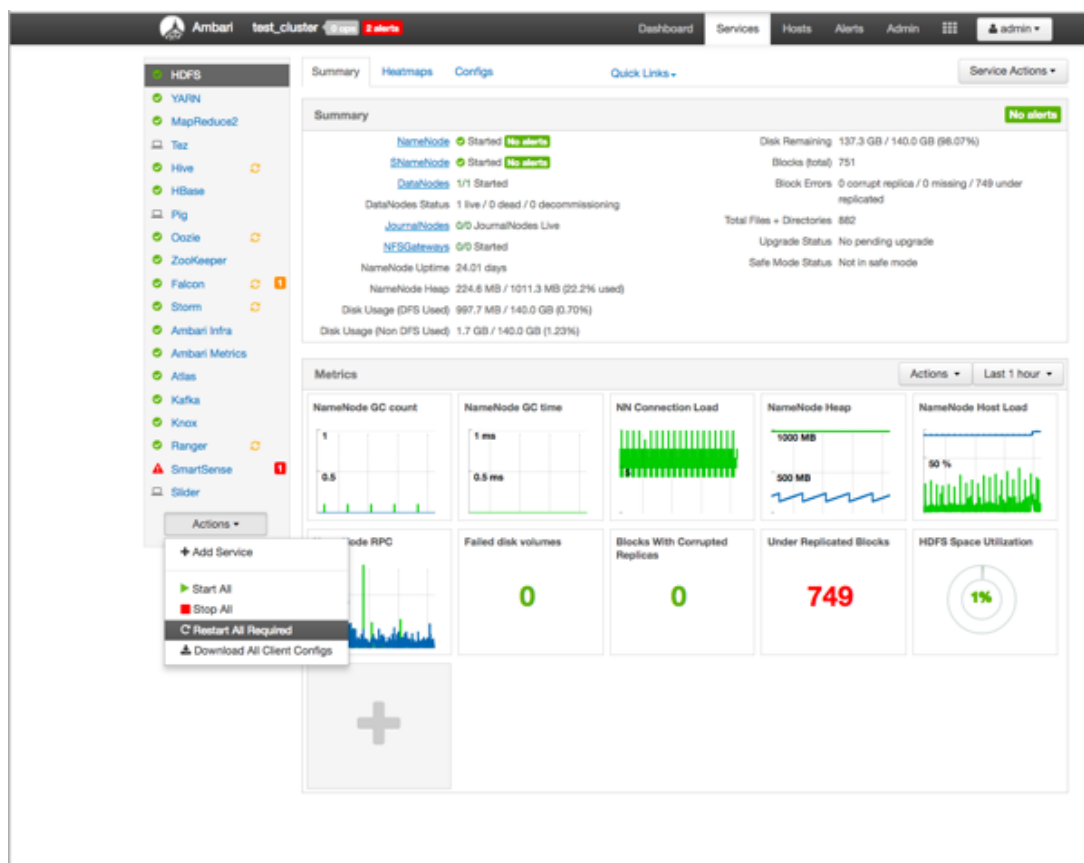 Ambari test_cluster 0 ops 2 alerts Dashboard Services Hosts Alerts Admin admin
HDFS
YARN
MapReduce2
Tez
Hive
HBase
Pig
Oozie
ZooKeeper
Falcon 1
Storm
Ambari Infra
Ambari Metrics
Atlas
Kafka
Knox
Ranger
SmartSense 1
Slider
Actions
Add Service
Start All
Stop All
Restart All Required
Download All Client Configs
Summary Heatmaps Configs Quick Links Service Actions
Summary No alerts
NameNode Started No alerts
SNameNode Started No alerts
DataNodes 1/1 Started
DataNodes Status 1 live / 0 dead / 0 decommissioning
JournalNodes 0/0 JournalNodes Live
NFSGateways 0/0 Started
NameNode Uptime 24.01 days
NameNode Heap 224.6 MB / 1011.3 MB (22.2% used)
Disk Usage (DFS Used) 997.7 MB / 140.0 GB (0.70%)
Disk Usage (Non DFS Used) 1.7 GB / 140.0 GB (1.23%)
Disk Remaining 137.3 GB / 140.0 GB (98.07%)
Blocks (total) 751
Block Errors 0 corrupt replica / 0 missing / 749 under
replicated
Total Files + Directories 882
Upgrade Status No pending upgrade
Safe Mode Status Not in safe mode
Metrics Actions Last 1 hour
NameNode GC count
1
0.5
NameNode GC time
1 ms
0.5 ms
NN Connection Load
NameNode Heap
1000 MB
500 MB
NameNode Host Load
50 %
RPC
Failed disk volumes
0
Blocks With Corrupted
Replicas
0
Under Replicated Blocks
749
HDFS Space Utilization
1%